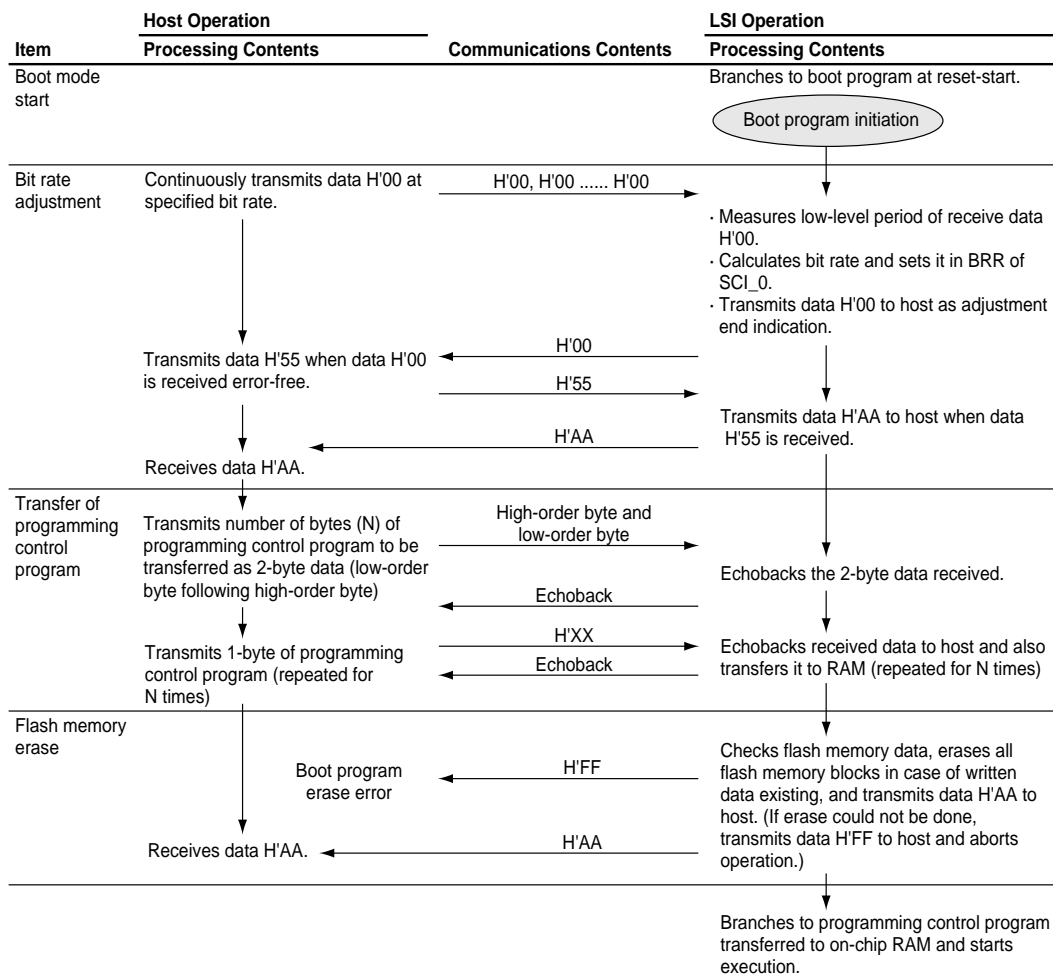 Host Operation
LSI Operation
Item
Processing Contents
Communications Contents
Processing Contents
Boot mode
start
Branches to boot program at reset-start.
Boot program initiation
Bit rate
adjustment
Continuously transmits data H'00 at
specified bit rate.
H'00, H'00 ...... H'00
· Measures low-level period of receive data
H'00.
· Calculates bit rate and sets it in BRR of
SCI_0.
· Transmits data H'00 to host as adjustment
end indication.
H'00
Transmits data H'55 when data H'00
is received error-free.
H'55
Transmits data H'AA to host when data
H'55 is received.
H'AA
Receives data H'AA.
Transfer of
programming
control
program
Transmits number of bytes (N) of
programming control program to be
transferred as 2-byte data (low-order
byte following high-order byte)
High-order byte and
low-order byte
Echobacks the 2-byte data received.
Echoback
H'XX
Transmits 1-byte of programming
control program (repeated for
N times)
Echoback
Echobacks received data to host and also
transfers it to RAM (repeated for N times)
Flash memory
erase
Boot program
erase error
H'FF
Checks flash memory data, erases all
flash memory blocks in case of written
data existing, and transmits data H'AA to
host. (If erase could not be done,
transmits data H'FF to host and aborts
operation.)
H'AA
Receives data H'AA.
Branches to programming control program
transferred to on-chip RAM and starts
execution.